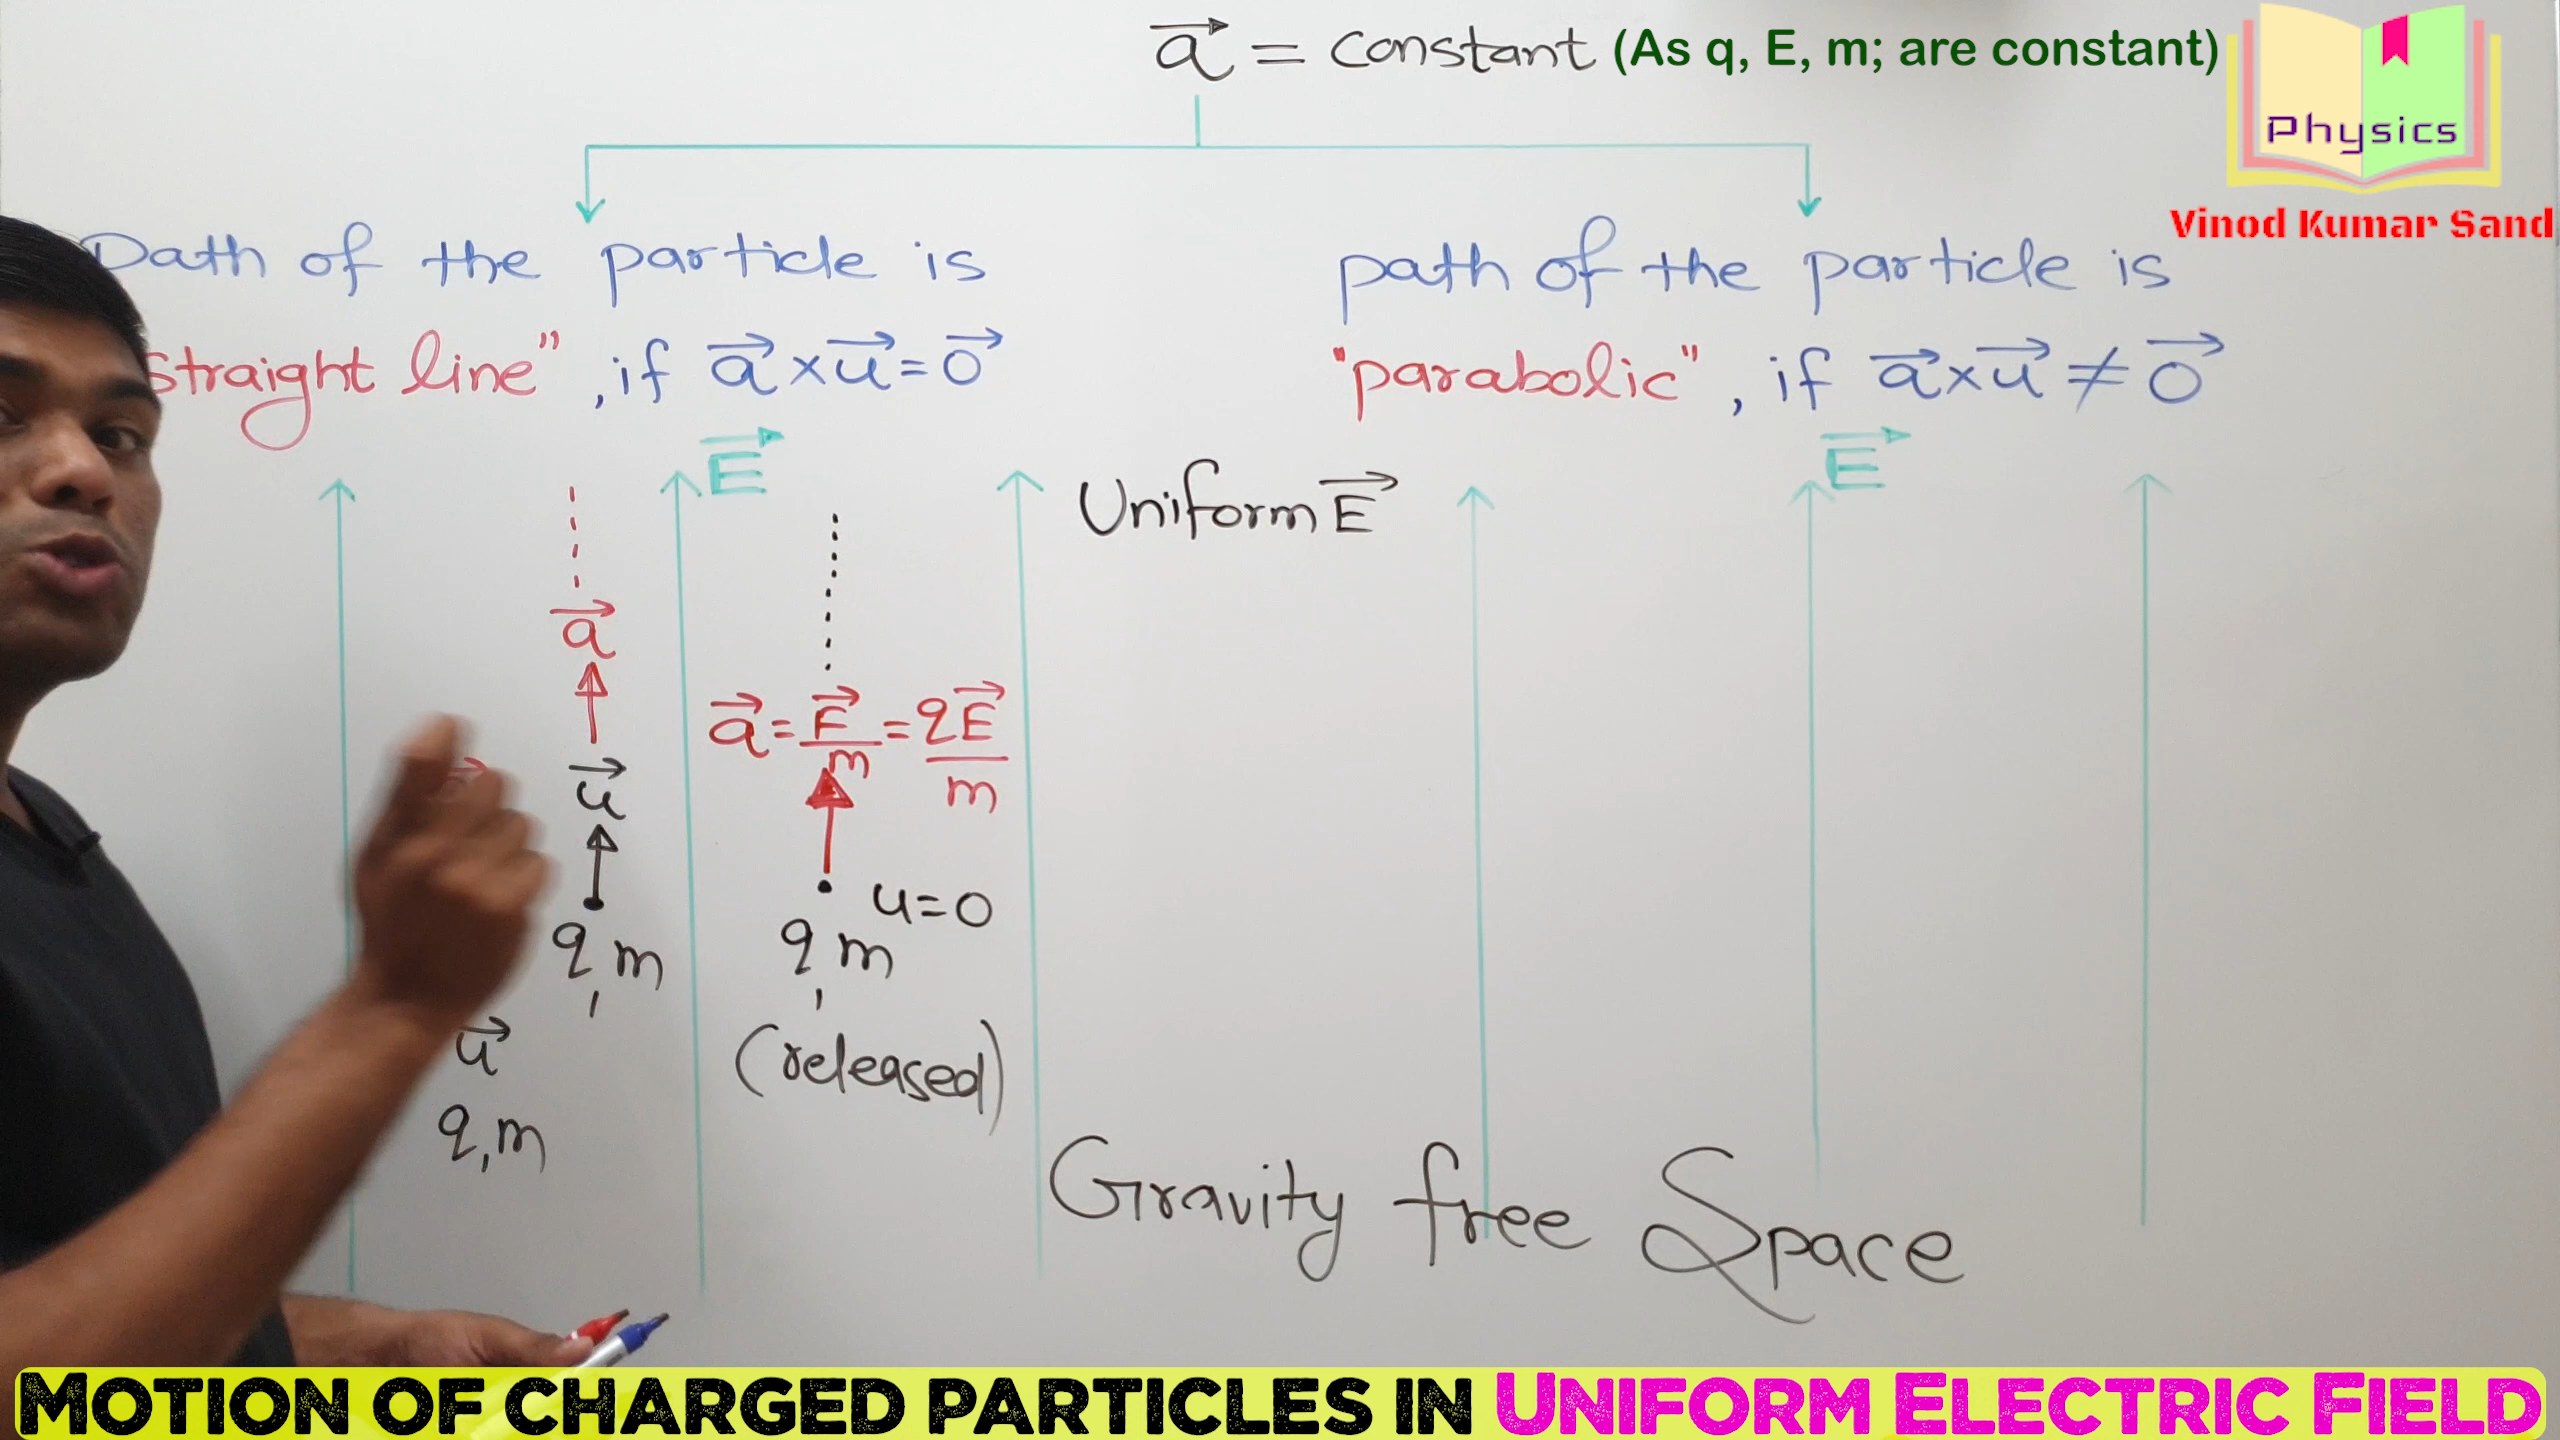 a = constant (As q, E, m; are constant)
Physics
Vinod Kumar Sand
Path of the particle is
straight line", if a × u = 0
path of the particle is
"parabolic", if a × u ≠ 0
E
Uniform E
E
a
a = F/m = qE/m
u
u=0
q, m
q, m
(released)
u
q, m
Gravity free Space
MOTION OF CHARGED PARTICLES IN UNIFORM ELECTRIC FIELD